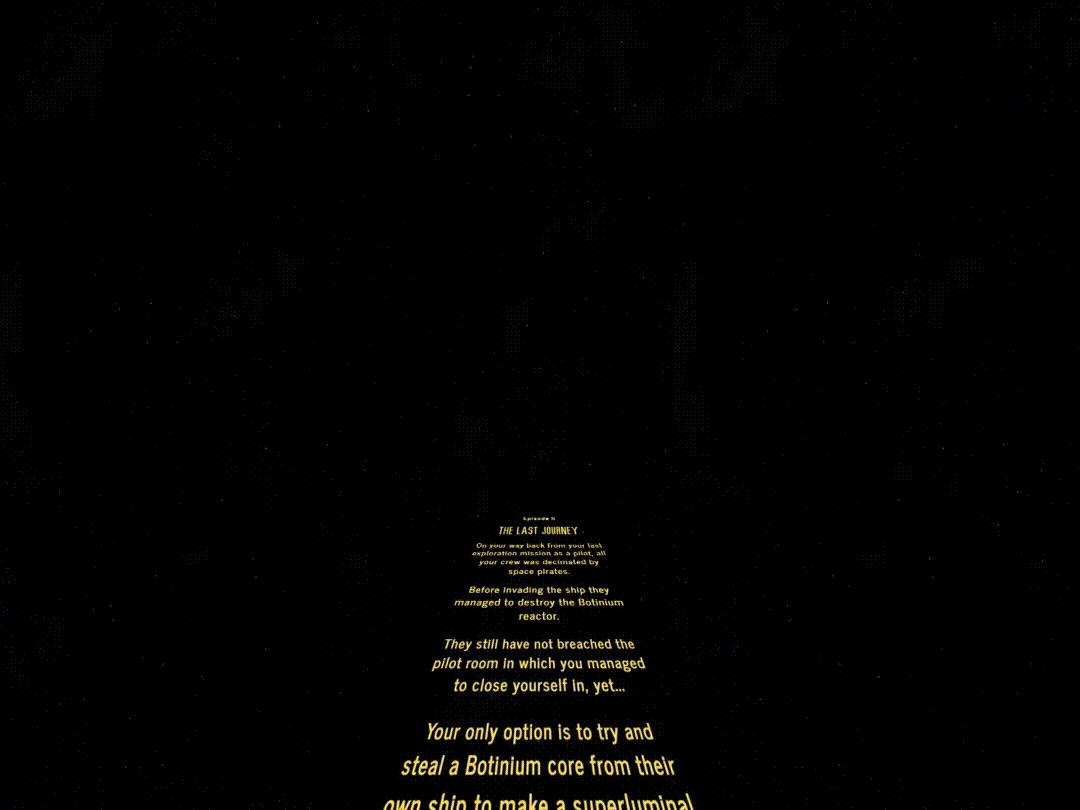 Episode II
THE LAST JOURNEY
On your way back from your last
exploration mission as a pilot, all
your crew was decimated by
space pirates.
Before invading the ship they
managed to destroy the Botinium
reactor.
They still have not breached the
pilot room in which you managed
to close yourself in, yet...
Your only option is to try and
steal a Botinium core from their
own ship to make a superluminal